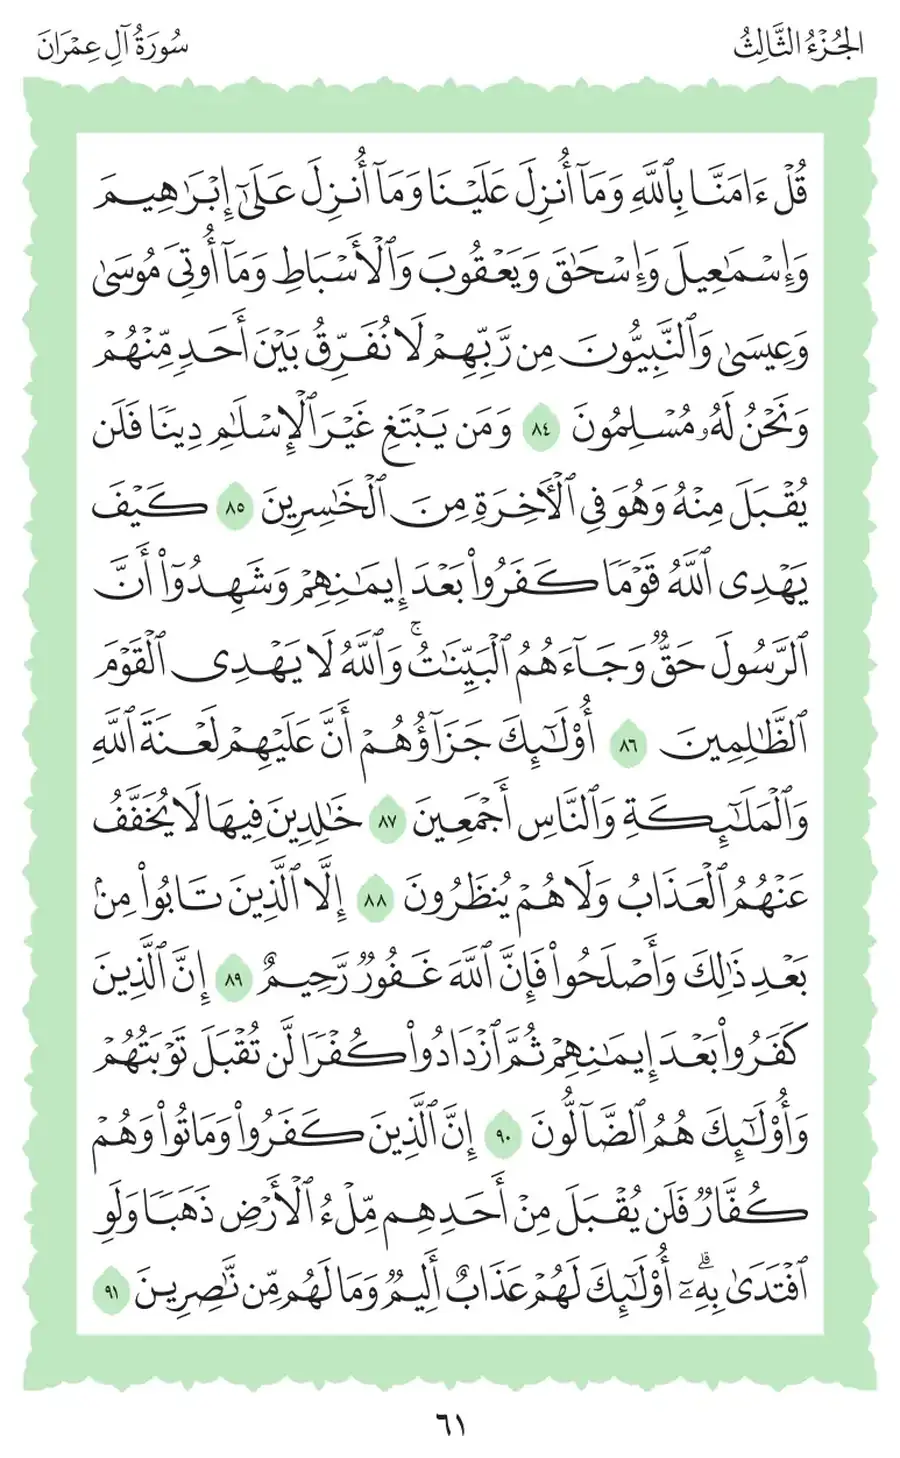 الجُزْءُ الثَّالِثُ
سُورَةُ آلِ عِمْرَانَ
قُلْ ءَامَنَّا بِٱللَّهِ وَمَآ أُنزِلَ عَلَيْنَا وَمَآ أُنزِلَ عَلَىٰٓ إِبْرَٰهِيمَ
وَإِسْمَٰعِيلَ وَإِسْحَٰقَ وَيَعْقُوبَ وَٱلْأَسْبَاطِ وَمَآ أُوتِيَ مُوسَىٰ
وَعِيسَىٰ وَٱلنَّبِيُّونَ مِن رَّبِّهِمْ لَا نُفَرِّقُ بَيْنَ أَحَدٍ مِّنْهُمْ
وَنَحْنُ لَهُۥ مُسْلِمُونَ ٨٤ وَمَن يَبْتَغِ غَيْرَ ٱلْإِسْلَٰمِ دِينًا فَلَن
يُقْبَلَ مِنْهُ وَهُوَ فِي ٱلْأَخِرَةِ مِنَ ٱلْخَٰسِرِينَ ٨٥ كَيْفَ
يَهْدِى ٱللَّهُ قَوْمًا كَفَرُوا۟ بَعْدَ إِيمَٰنِهِمْ وَشَهِدُوٓا۟ أَنَّ
ٱلرَّسُولَ حَقٌّ وَجَآءَهُمُ ٱلْبَيِّنَٰتُ ۚ وَٱللَّهُ لَا يَهْدِى ٱلْقَوْمَ
ٱلظَّٰلِمِينَ ٨٦ أُو۟لَٰٓئِكَ جَزَآؤُهُمْ أَنَّ عَلَيْهِمْ لَعْنَةَ ٱللَّهِ
وَٱلْمَلَٰٓئِكَةِ وَٱلنَّاسِ أَجْمَعِينَ ٨٧ خَٰلِدِينَ فِيهَا لَا يُخَفَّفُ
عَنْهُمُ ٱلْعَذَابُ وَلَا هُمْ يُنظَرُونَ ٨٨ إِلَّا ٱلَّذِينَ تَابُوا۟ مِنۢ
بَعْدِ ذَٰلِكَ وَأَصْلَحُوا۟ فَإِنَّ ٱللَّهَ غَفُورٌ رَّحِيمٌ ٨٩ إِنَّ ٱلَّذِينَ
كَفَرُوا۟ بَعْدَ إِيمَٰنِهِمْ ثُمَّ ٱزْدَادُوا۟ كُفْرًا لَّن تُقْبَلَ تَوْبَتُهُمْ
وَأُو۟لَٰٓئِكَ هُمُ ٱلضَّآلُّونَ ٩٠ إِنَّ ٱلَّذِينَ كَفَرُوا۟ وَمَاتُوا۟ وَهُمْ
كُفَّارٌ فَلَن يُقْبَلَ مِنْ أَحَدِهِم مِّلْءُ ٱلْأَرْضِ ذَهَبًا وَلَوِ
ٱفْتَدَىٰ بِهِۦٓ ۗ أُو۟لَٰٓئِكَ لَهُمْ عَذَابٌ أَلِيمٌ وَمَا لَهُم مِّن نَّٰصِرِينَ ٩١
٦١